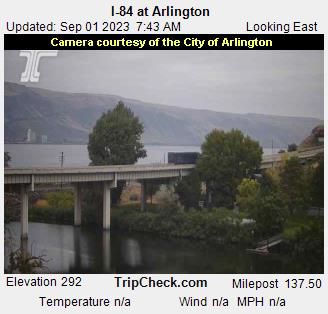 I-84 at Arlington
Updated: Sep 01 2023 7:43 AM Looking East
Camera courtesy of the City of Arlington
Elevation 292 TripCheck.com Milepost 137.50
Temperature n/a Wind n/a MPH n/a